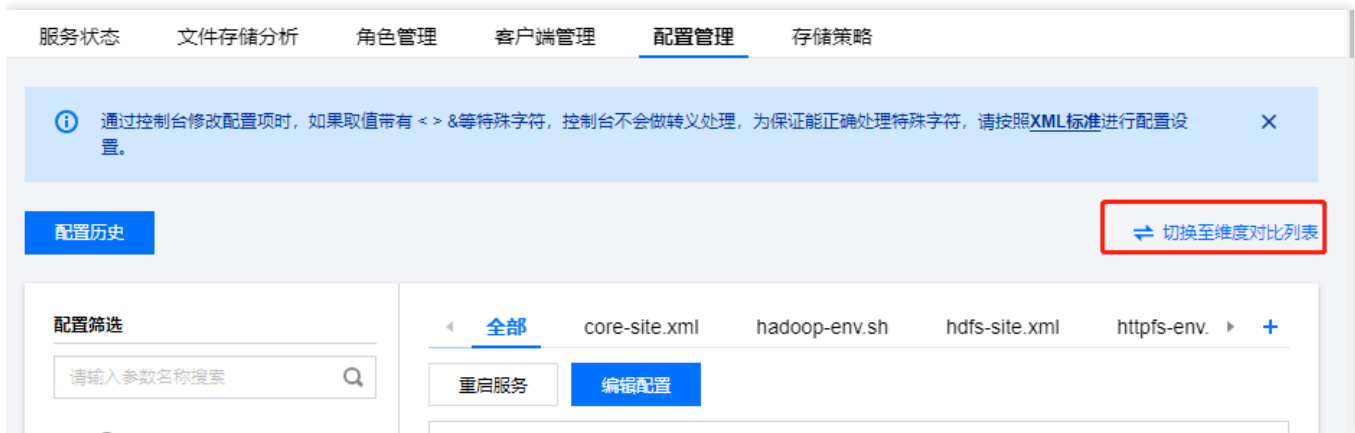 服务状态 文件存储分析 角色管理 客户端管理 配置管理 存储策略
通过控制台修改配置项时，如果取值带有 < > &等特殊字符，控制台不会做转义处理，为保证能正确处理特殊字符，请按照XML标准进行配置设
置。
配置历史 切换至维度对比列表
配置筛选 全部 core-site.xml hadoop-env.sh hdfs-site.xml httpfs-env.
请输入参数名称搜索
重启服务 编辑配置